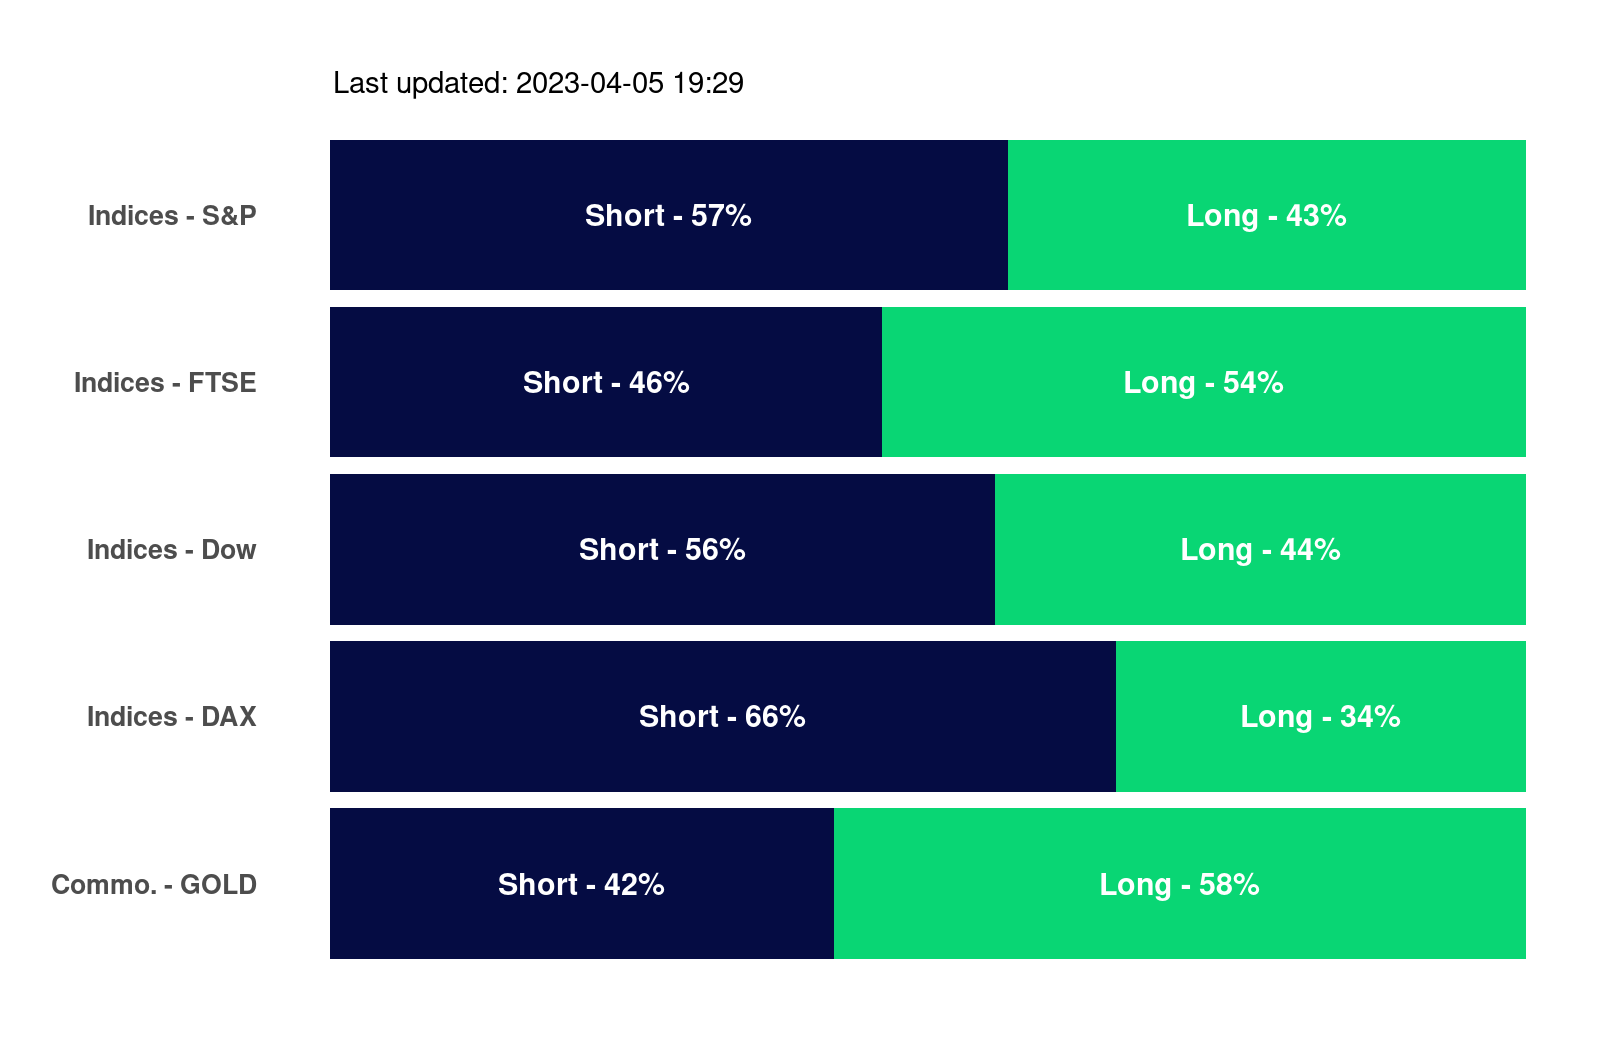 Last updated: 2023-04-05 19:29
Indices - S&P Short - 57% Long - 43%
Indices - FTSE Short - 46% Long - 54%
Indices - Dow Short - 56% Long - 44%
Indices - DAX Short - 66% Long - 34%
Commo. - GOLD Short - 42% Long - 58%